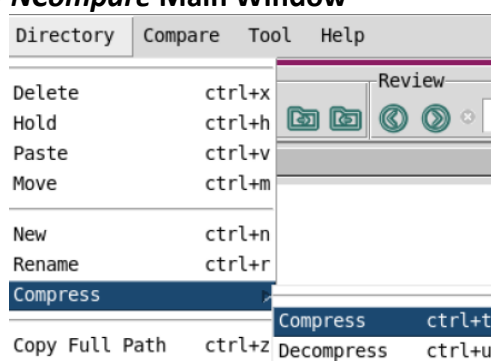 NCompare Main Window
Directory Compare Tool Help
Review
Delete ctrl+x
Hold ctrl+h
Paste ctrl+v
Move ctrl+m
New ctrl+n
Rename ctrl+r
Compress
Compress ctrl+t
Copy Full Path ctrl+z
Decompress ctrl+u